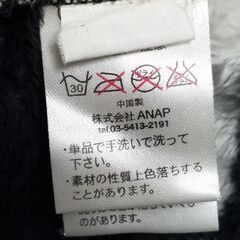 30
中国製
株式会社 ANAP
tel.03-5413-2191
・単品で手洗いで洗って
下さい。
・素材の性質上色落ちする
ことがあります。
のがあります。